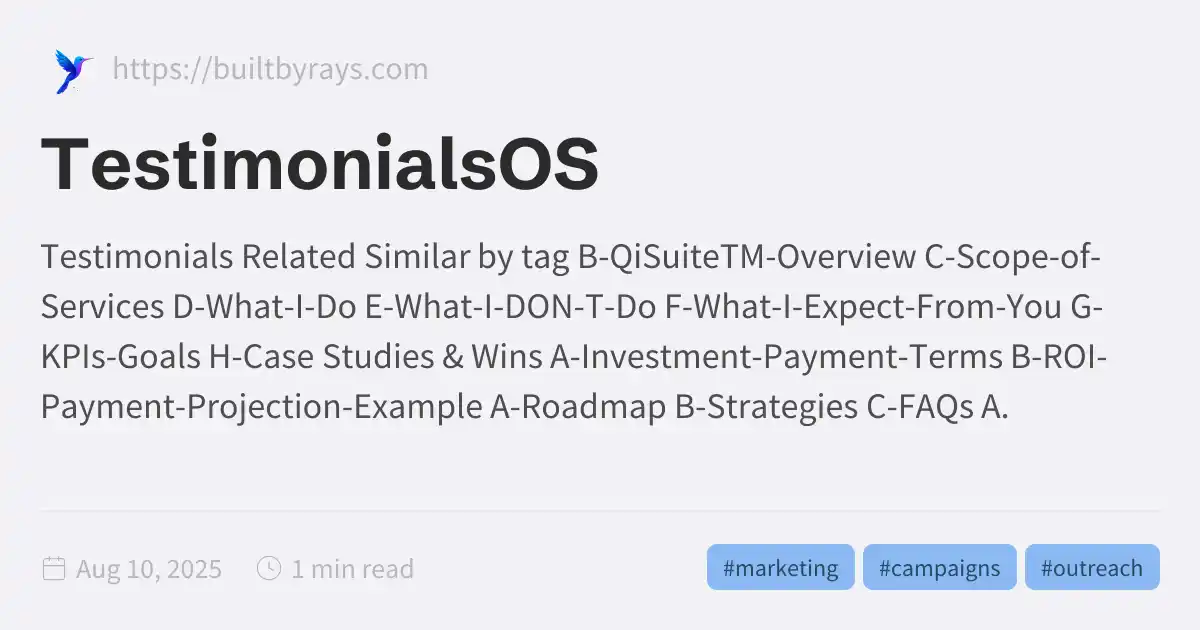 https://builtbyrays.com
TestimonialsOS
Testimonials Related Similar by tag B-QiSuiteTM-Overview C-Scope-of-
Services D-What-I-Do E-What-I-DON-T-Do F-What-I-Expect-From-You G-
KPIs-Goals H-Case Studies & Wins A-Investment-Payment-Terms B-ROI-
Payment-Projection-Example A-Roadmap B-Strategies C-FAQs A.
Aug 10, 2025 1 min read #marketing #campaigns #outreach